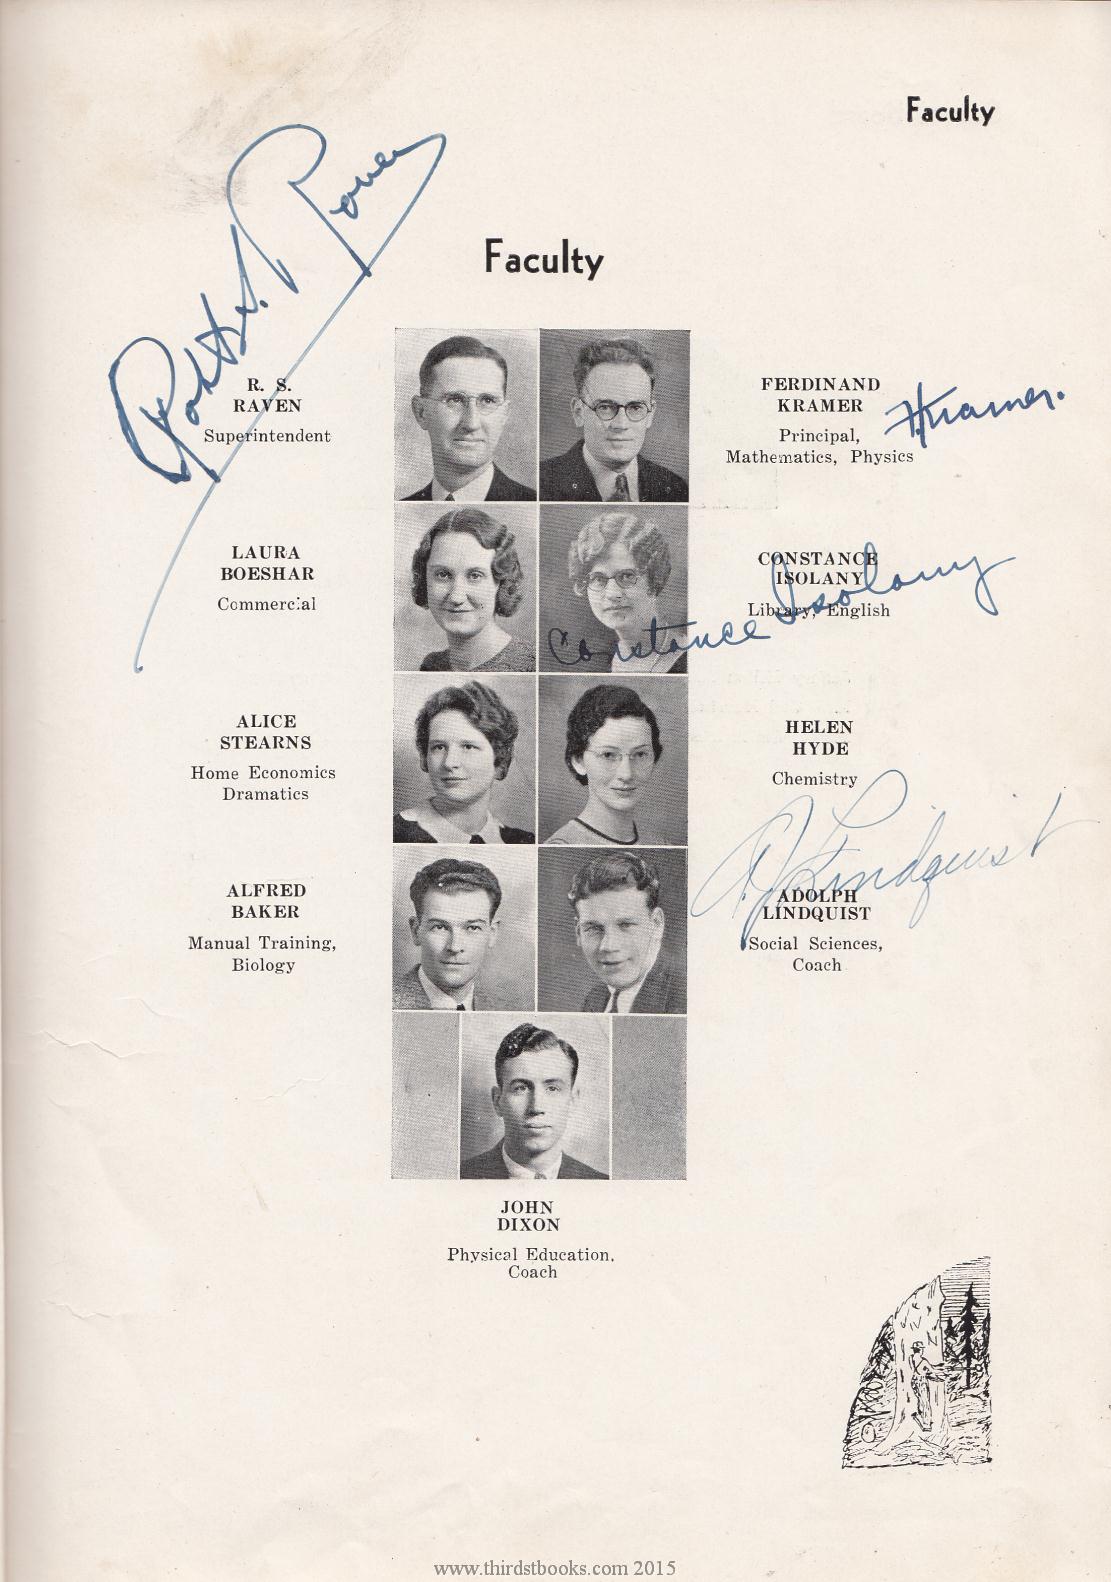 Faculty
Robt. S. Raven
Faculty
R. S.
RAVEN
Superintendent
FERDINAND
KRAMER
Principal,
Mathematics, Physics
F. Kramer.
LAURA
BOESHAR
Commercial
CONSTANCE
ISOLANY
Library, English
Constance Isolany
ALICE
STEARNS
Home Economics
Dramatics
HELEN
HYDE
Chemistry
A. Lindquist
ALFRED
BAKER
Manual Training,
Biology
ADOLPH
LINDQUIST
Social Sciences,
Coach
JOHN
DIXON
Physical Education,
Coach
www.thirdstbooks.com 2015